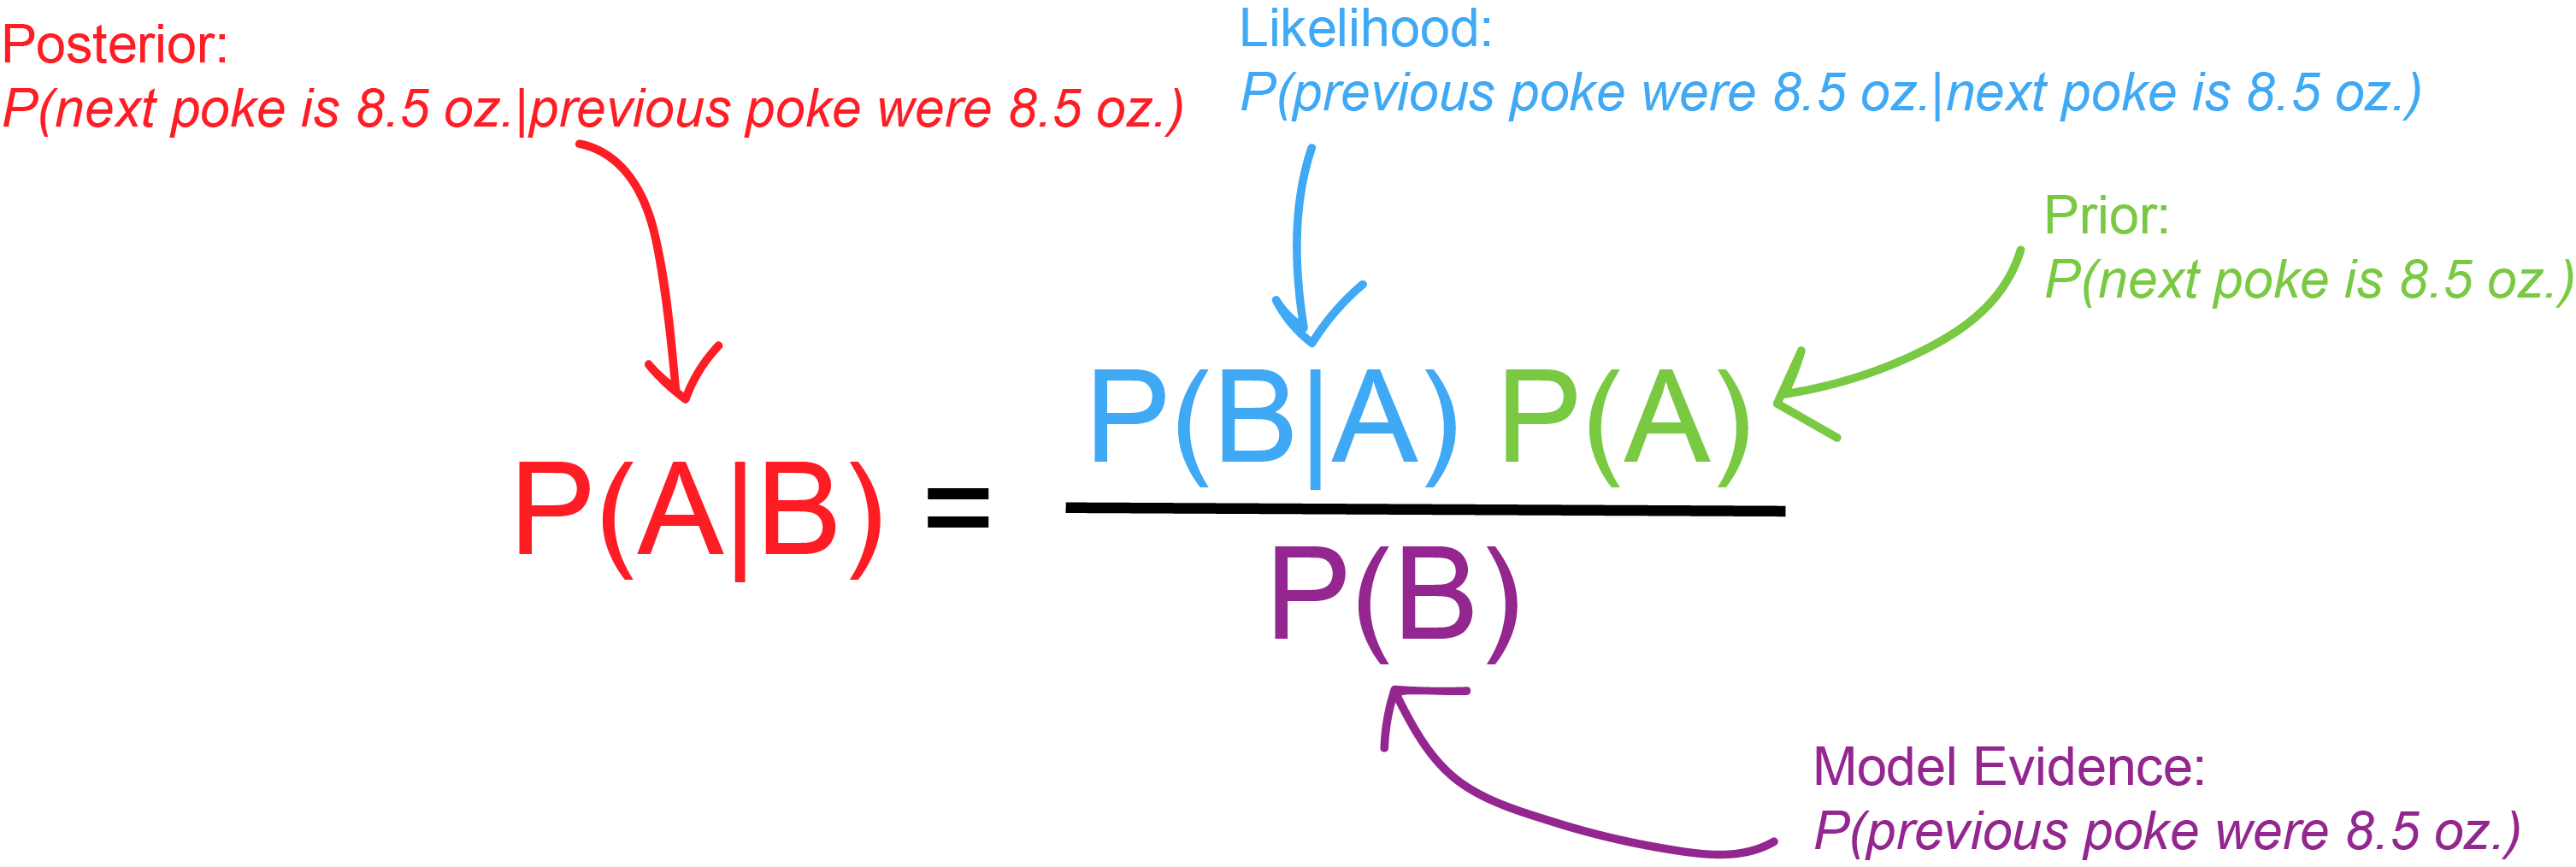 Posterior:
P(next poke is 8.5 oz.|previous poke were 8.5 oz.)
Likelihood:
P(previous poke were 8.5 oz.|next poke is 8.5 oz.)
Prior:
P(next poke is 8.5 oz.)
P(A|B) =
P(B|A) P(A)
P(B)
Model Evidence:
P(previous poke were 8.5 oz.)